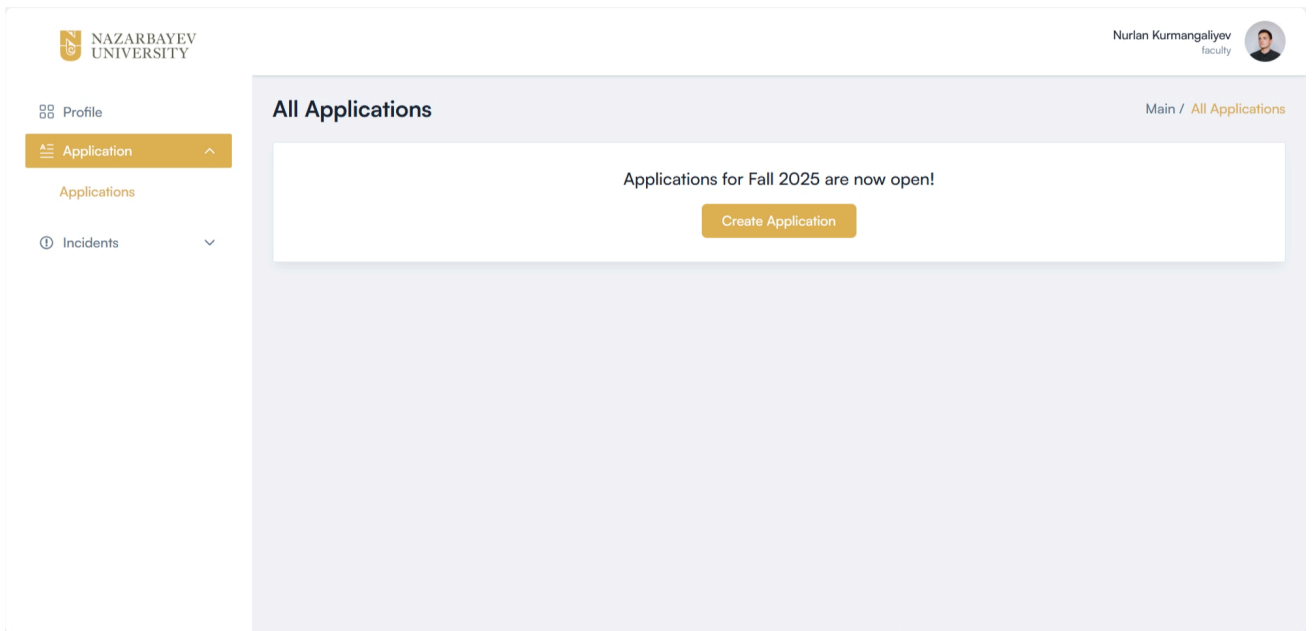 NAZARBAYEV
UNIVERSITY
Nurlan Kurmangaliyev
faculty
Profile
Application
Applications
Incidents
All Applications
Main / All Applications
Applications for Fall 2025 are now open!
Create Application